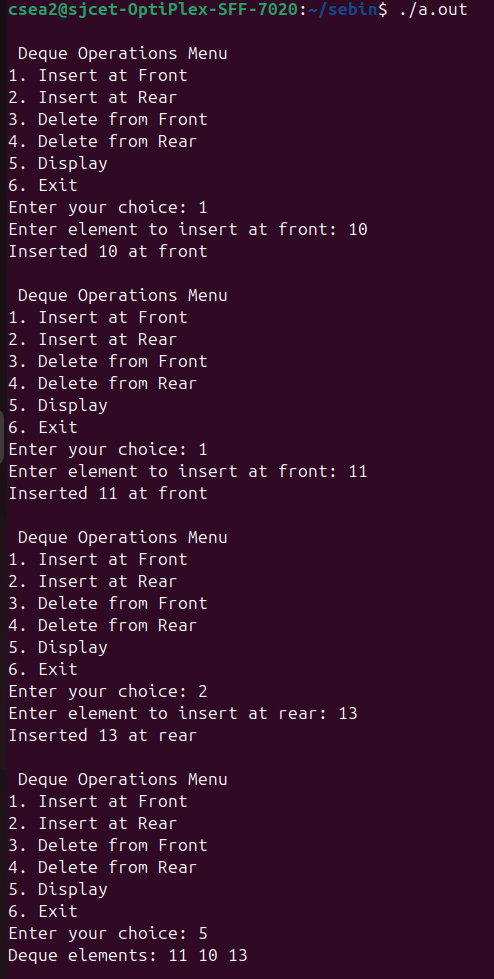 csea2@sjcet-OptiPlex-SFF-7020:~/sebin$ ./a.out
Deque Operations Menu
1. Insert at Front
2. Insert at Rear
3. Delete from Front
4. Delete from Rear
5. Display
6. Exit
Enter your choice: 1
Enter element to insert at front: 10
Inserted 10 at front
Deque Operations Menu
1. Insert at Front
2. Insert at Rear
3. Delete from Front
4. Delete from Rear
5. Display
6. Exit
Enter your choice: 1
Enter element to insert at front: 11
Inserted 11 at front
Deque Operations Menu
1. Insert at Front
2. Insert at Rear
3. Delete from Front
4. Delete from Rear
5. Display
6. Exit
Enter your choice: 2
Enter element to insert at rear: 13
Inserted 13 at rear
Deque Operations Menu
1. Insert at Front
2. Insert at Rear
3. Delete from Front
4. Delete from Rear
5. Display
6. Exit
Enter your choice: 5
Deque elements: 11 10 13